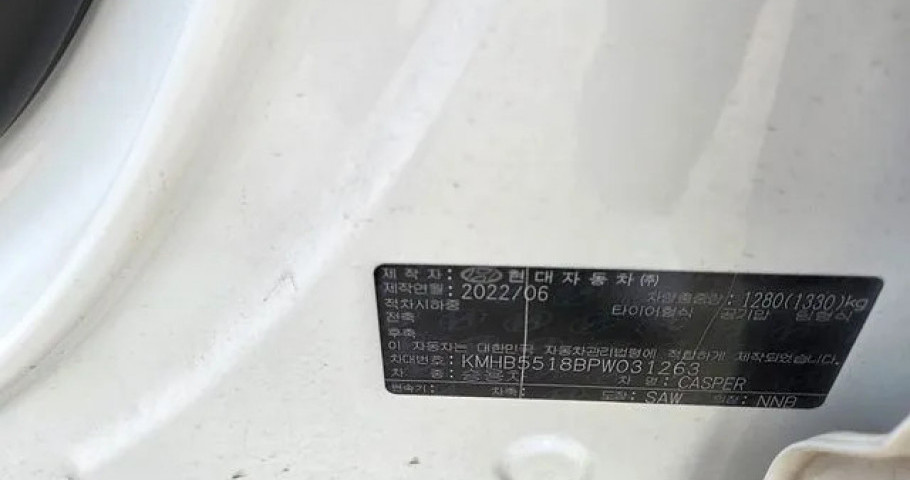 제 작 자: 현대자동차(주)
제작연월: 2022/06 차량총중량: 1280(1330)kg
적차시하중 타이어형식 공기압 림형식
전축
후축
이 자동차는 대한민국 자동차관리법령에 적합하게 제작되었습니다.
차대번호: KMHB5518BPW031263
차 종: 승용차 차 명: CASPER
변속기: 차축: 도장: SAW 의장: NNB